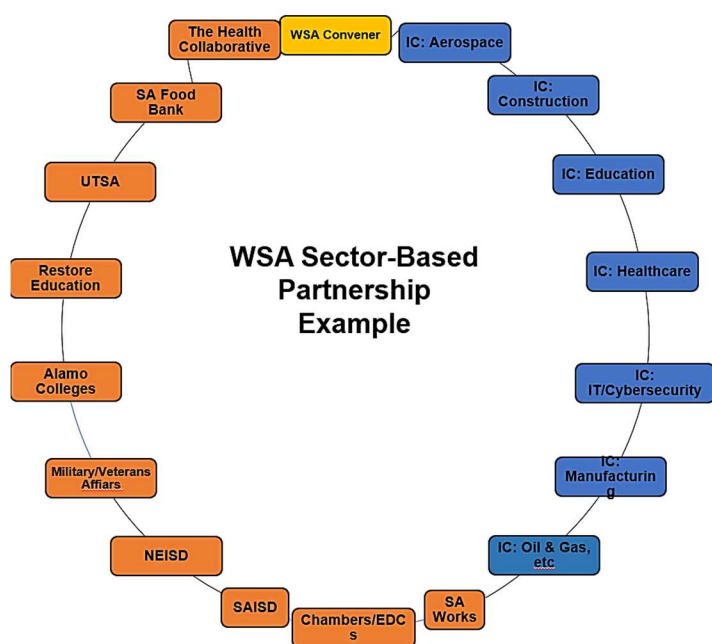 The Health
Collaborative
WSA Convener
IC: Aerospace
IC:
Construction
IC: Education
IC: Healthcare
IC:
IT/Cybersecurity
IC:
Manufacturin
g
IC: Oil & Gas,
etc
SA
Works
Chambers/EDC
s
SAISD
NEISD
Military/Veterans
Affiars
Alamo
Colleges
Restore
Education
UTSA
SA Food
Bank
WSA Sector-Based
Partnership
Example